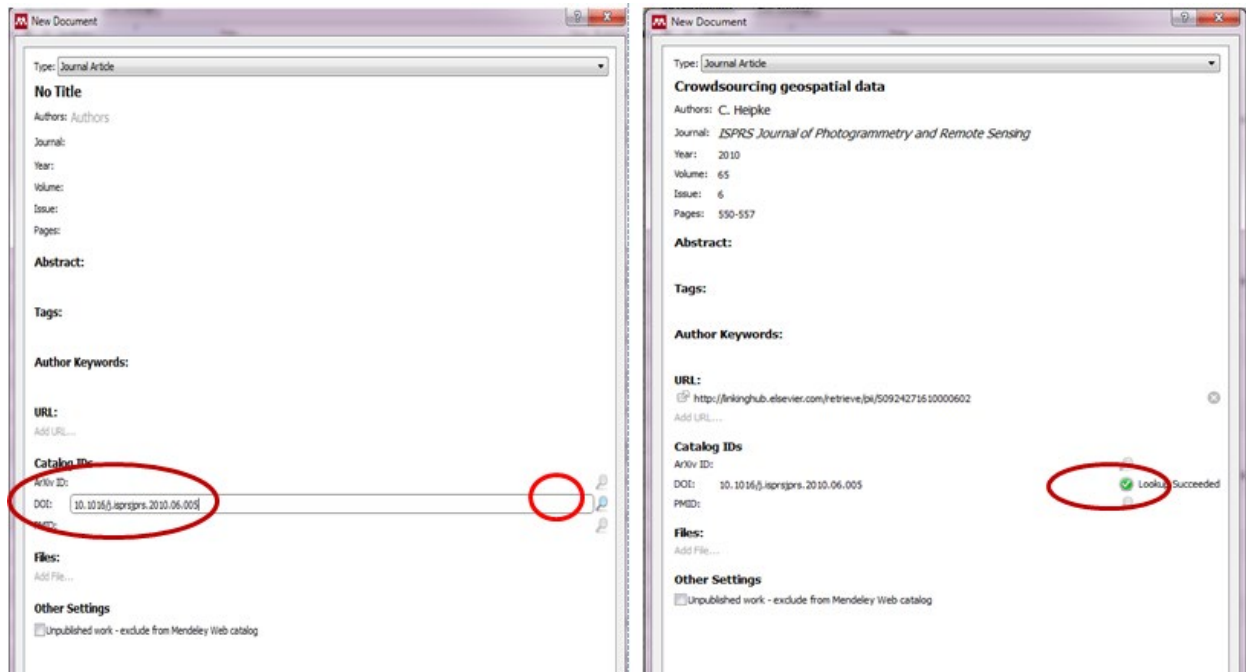 New Document
Type: Journal Article
No Title
Authors: Authors
Journal:
Year:
Volume:
Issue:
Pages:
Abstract:
Tags:
Author Keywords:
URL:
Add URL...
Catalog IDs
ArXiv ID:
DOI: 10.1016/j.isprsjprs.2010.06.005
PMID:
Files:
Add File...
Other Settings
Unpublished work - exclude from Mendeley Web catalog
New Document
Type: Journal Article
Crowdsourcing geospatial data
Authors: C. Heipke
Journal: ISPRS Journal of Photogrammetry and Remote Sensing
Year: 2010
Volume: 65
Issue: 6
Pages: 550-557
Abstract:
Tags:
Author Keywords:
URL:
http://linkinghub.elsevier.com/retrieve/pii/S0924271610000602
Add URL...
Catalog IDs
ArXiv ID:
DOI: 10.1016/j.isprsjprs.2010.06.005 Lookup Succeeded
PMID:
Files:
Add File...
Other Settings
Unpublished work - exclude from Mendeley Web catalog